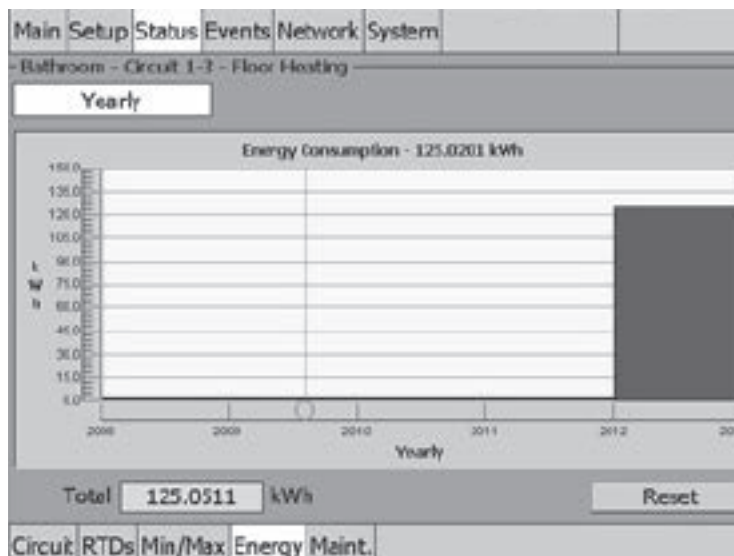 Main Setup Status Events Network System
Bathroom - Circuit 1-3 - Floor Heating
Yearly
Energy Consumption - 125.0201 kWh
150.0
135.0
120.0
105.0
90.0
75.0
60.0
45.0
30.0
15.0
0.0
kWh
2008 2009 2010 2011 2012
Yearly
Total 125.0511 kWh
Reset
Circuit RTDs Min/Max Energy Maint.